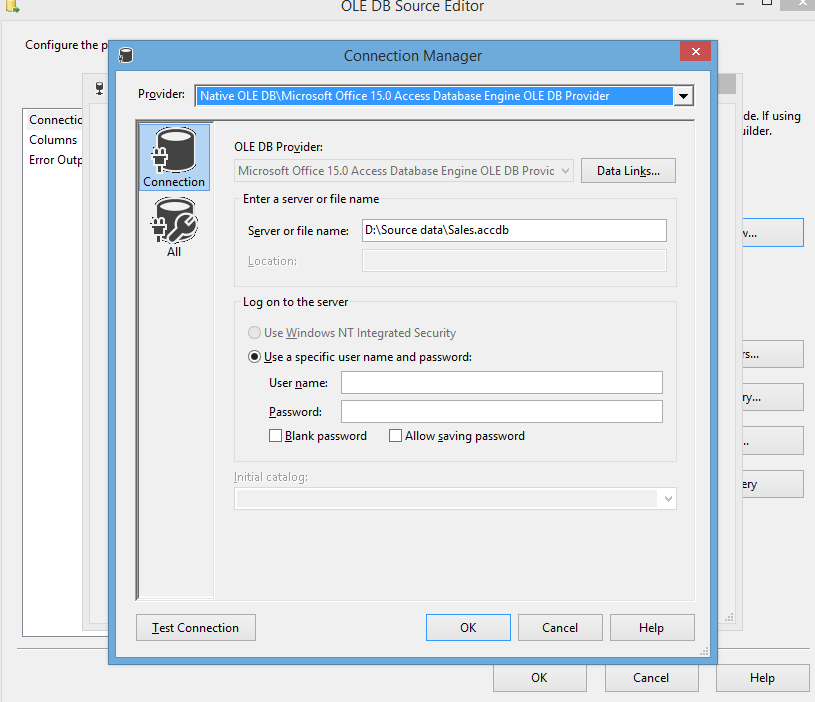 OLE DB Source Editor
Configure the p
Connection Manager
Provider: Native OLE DB\Microsoft Office 15.0 Access Database Engine OLE DB Provider
Connectio
Columns
Error Outp
de. If using
uilder.
Connection
All
OLE DB Provider:
Microsoft Office 15.0 Access Database Engine OLE DB Provic
Data Links...
Enter a server or file name
Server or file name: D:\Source data\Sales.accdb
Location:
w...
Log on to the server
Use Windows NT Integrated Security
Use a specific user name and password:
User name:
Password:
Blank password
Allow saving password
rs...
ry...
..
ery
Initial catalog:
Test Connection
OK
Cancel
Help
OK
Cancel
Help